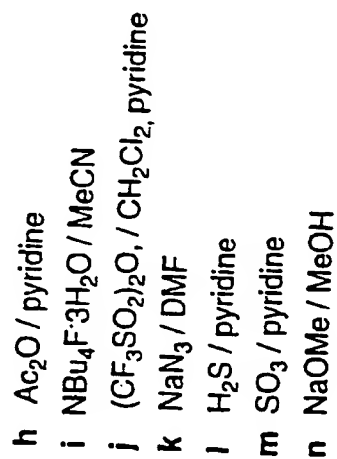 h Ac₂O / pyridine
i NBu₄F·3H₂O / MeCN
j (CF₃SO₂)₂O, / CH₂Cl₂, pyridine
k NaN₃ / DMF
l H₂S / pyridine
m SO₃ / pyridine
n NaOMe / MeOH